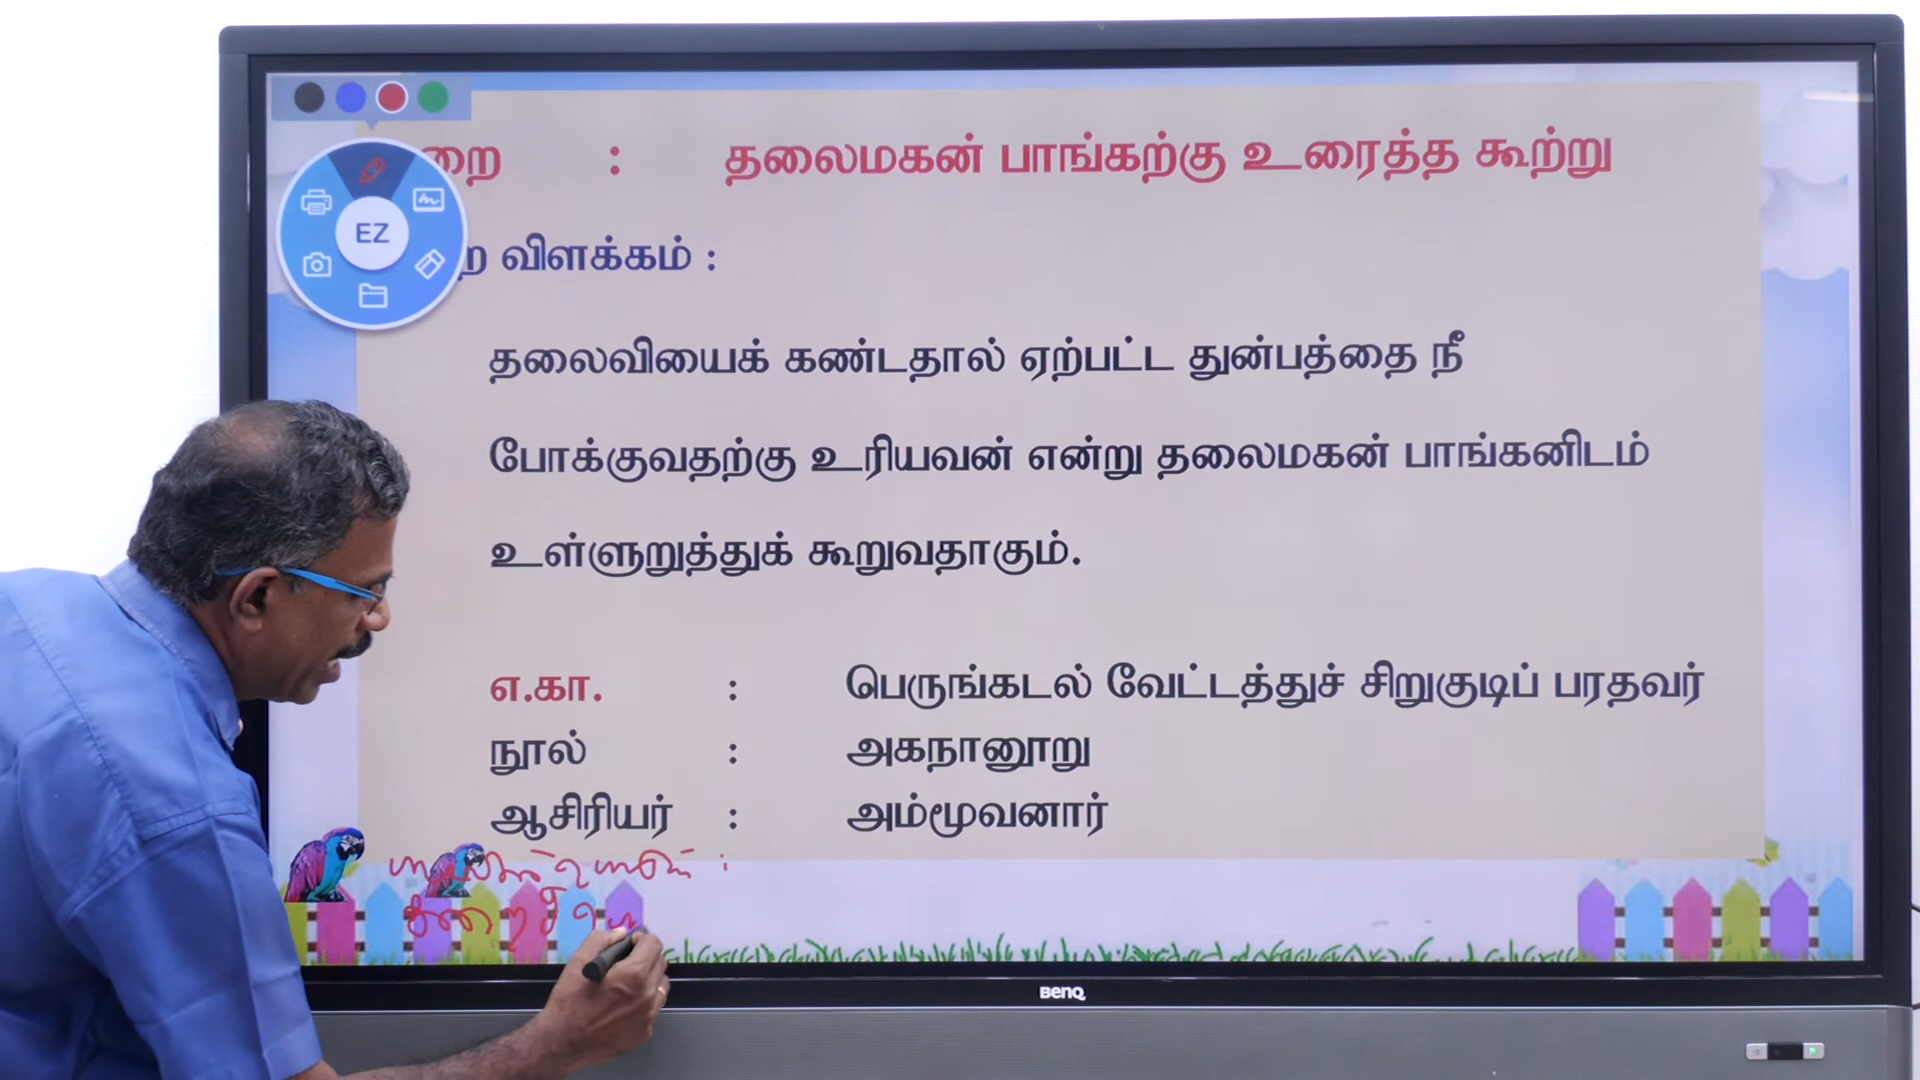 றை : தலைமகன் பாங்கற்கு உரைத்த கூற்று
EZ
விளக்கம் :
தலைவியைக் கண்டதால் ஏற்பட்ட துன்பத்தை நீ
போக்குவதற்கு உரியவன் என்று தலைமகன் பாங்கனிடம்
உள்ளுறுத்துக் கூறுவதாகும்.
எ.கா. : பெருங்கடல் வேட்டத்துச் சிறுகுடிப் பரதவர்
நூல் : அகநானூறு
ஆசிரியர் : அம்மூவனார்
BenQ